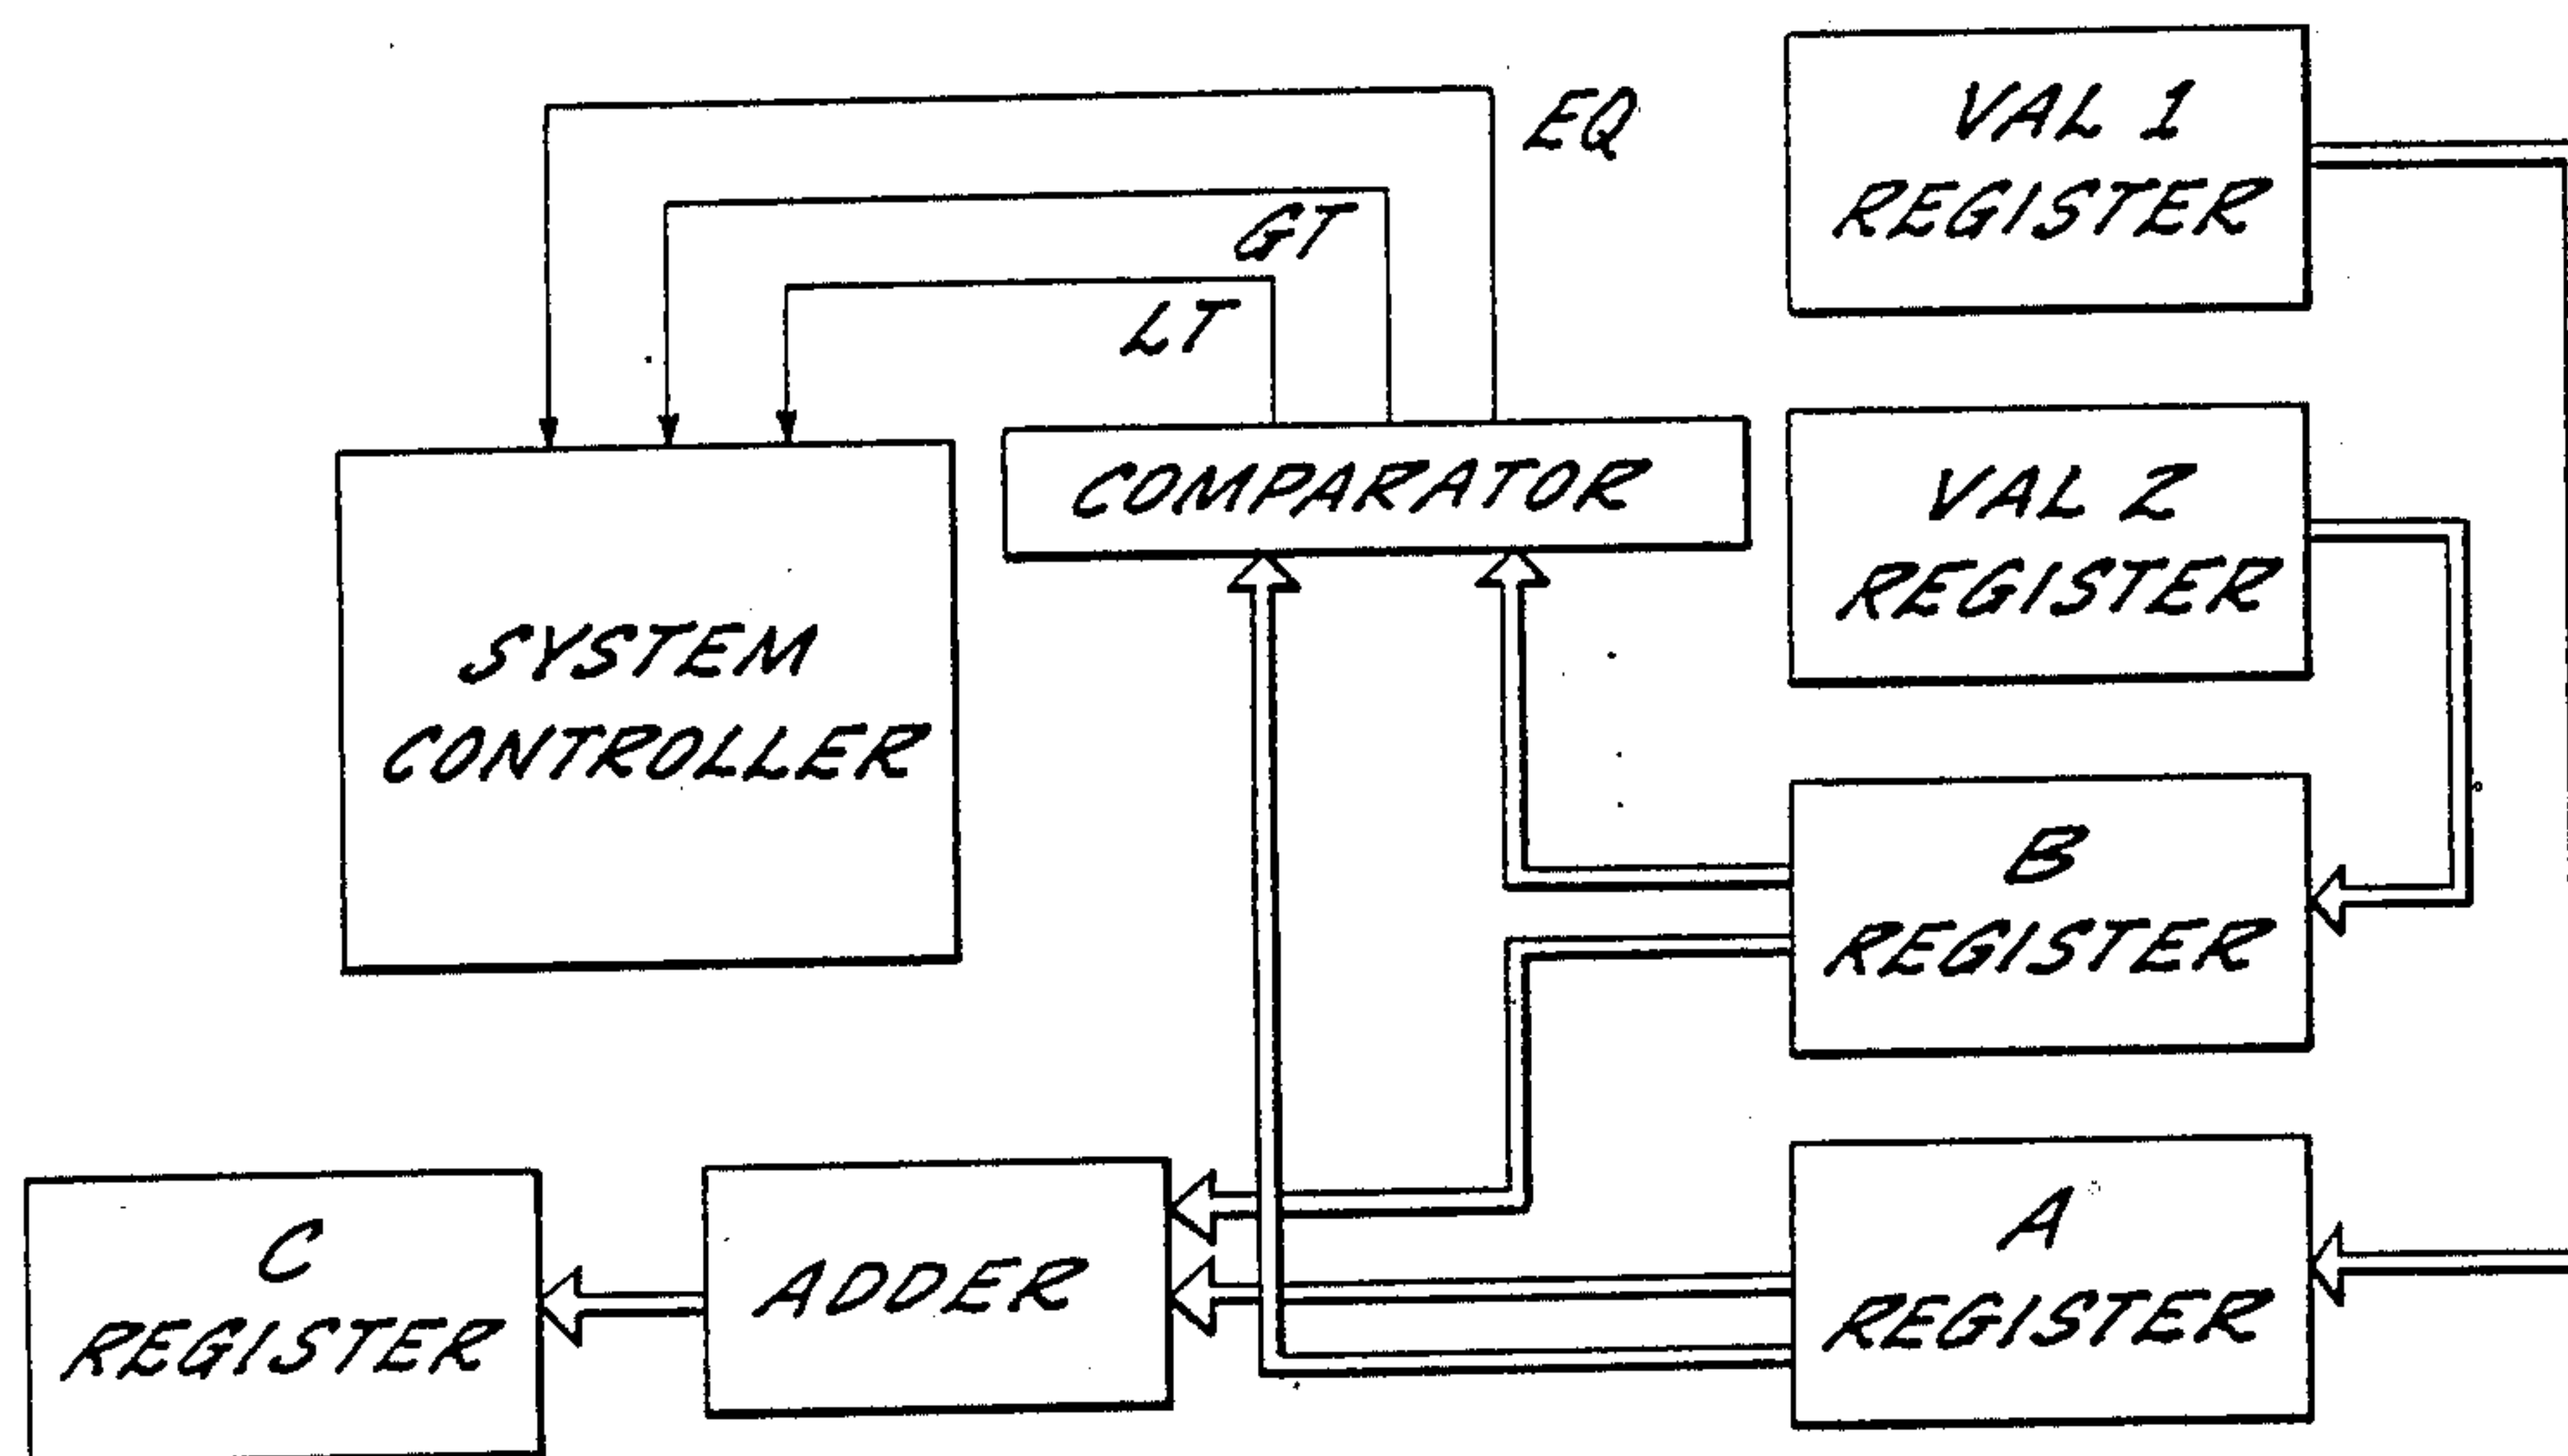 EQ
VAL 1
REGISTER
GT
LT
COMPARATOR
VAL 2
REGISTER
SYSTEM
CONTROLLER
B
REGISTER
C
REGISTER
ADDER
A
REGISTER